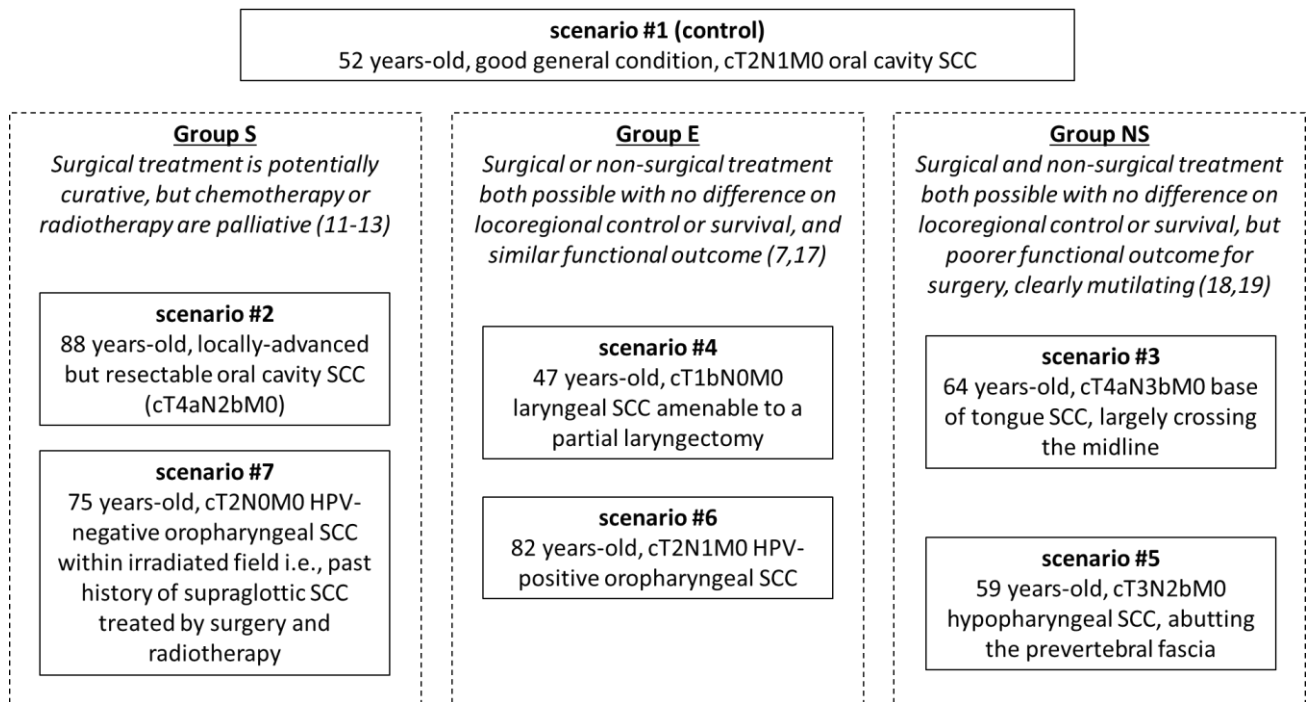 scenario #1 (control)
52 years-old, good general condition, cT2N1M0 oral cavity SCC
Group S
Surgical treatment is potentially
curative, but chemotherapy or
radiotherapy are palliative (11-13)
scenario #2
88 years-old, locally-advanced
but resectable oral cavity SCC
(cT4aN2bM0)
scenario #7
75 years-old, cT2N0M0 HPV-
negative oropharyngeal SCC
within irradiated field i.e., past
history of supraglottic SCC
treated by surgery and
radiotherapy
Group E
Surgical or non-surgical treatment
both possible with no difference on
locoregional control or survival, and
similar functional outcome (7,17)
scenario #4
47 years-old, cT1bN0M0
laryngeal SCC amenable to a
partial laryngectomy
scenario #6
82 years-old, cT2N1M0 HPV-
positive oropharyngeal SCC
Group NS
Surgical and non-surgical treatment
both possible with no difference on
locoregional control or survival, but
poorer functional outcome for
surgery, clearly mutilating (18,19)
scenario #3
64 years-old, cT4aN3bM0 base
of tongue SCC, largely crossing
the midline
scenario #5
59 years-old, cT3N2bM0
hypopharyngeal SCC, abutting
the prevertebral fascia